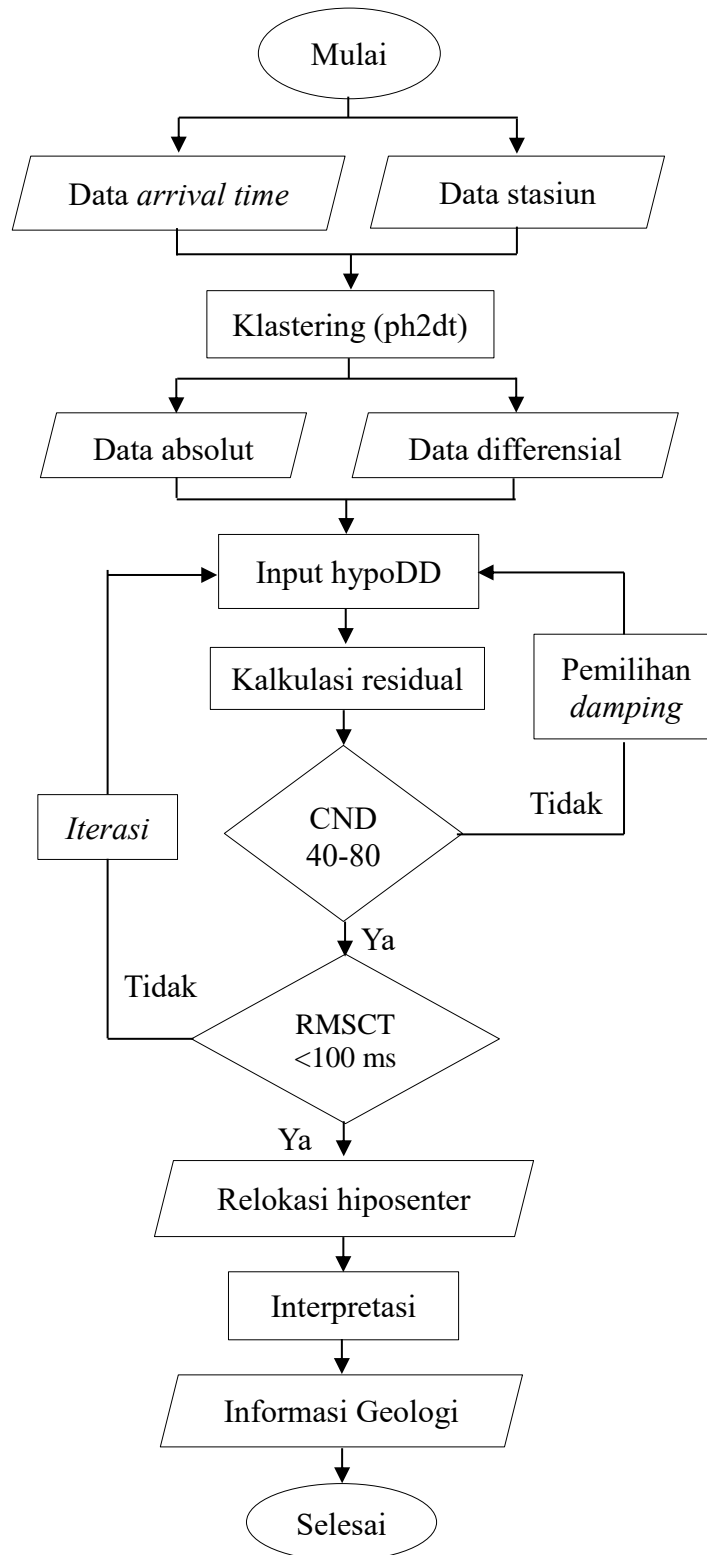 Mulai
Data arrival time
Data stasiun
Klastering (ph2dt)
Data absolut
Data differensial
Input hypoDD
Kalkulasi residual
Pemilihan
damping
Iterasi
CND
40-80
Tidak
Ya
Tidak
RMSCT
<100 ms
Ya
Relokasi hiposenter
Interpretasi
Informasi Geologi
Selesai